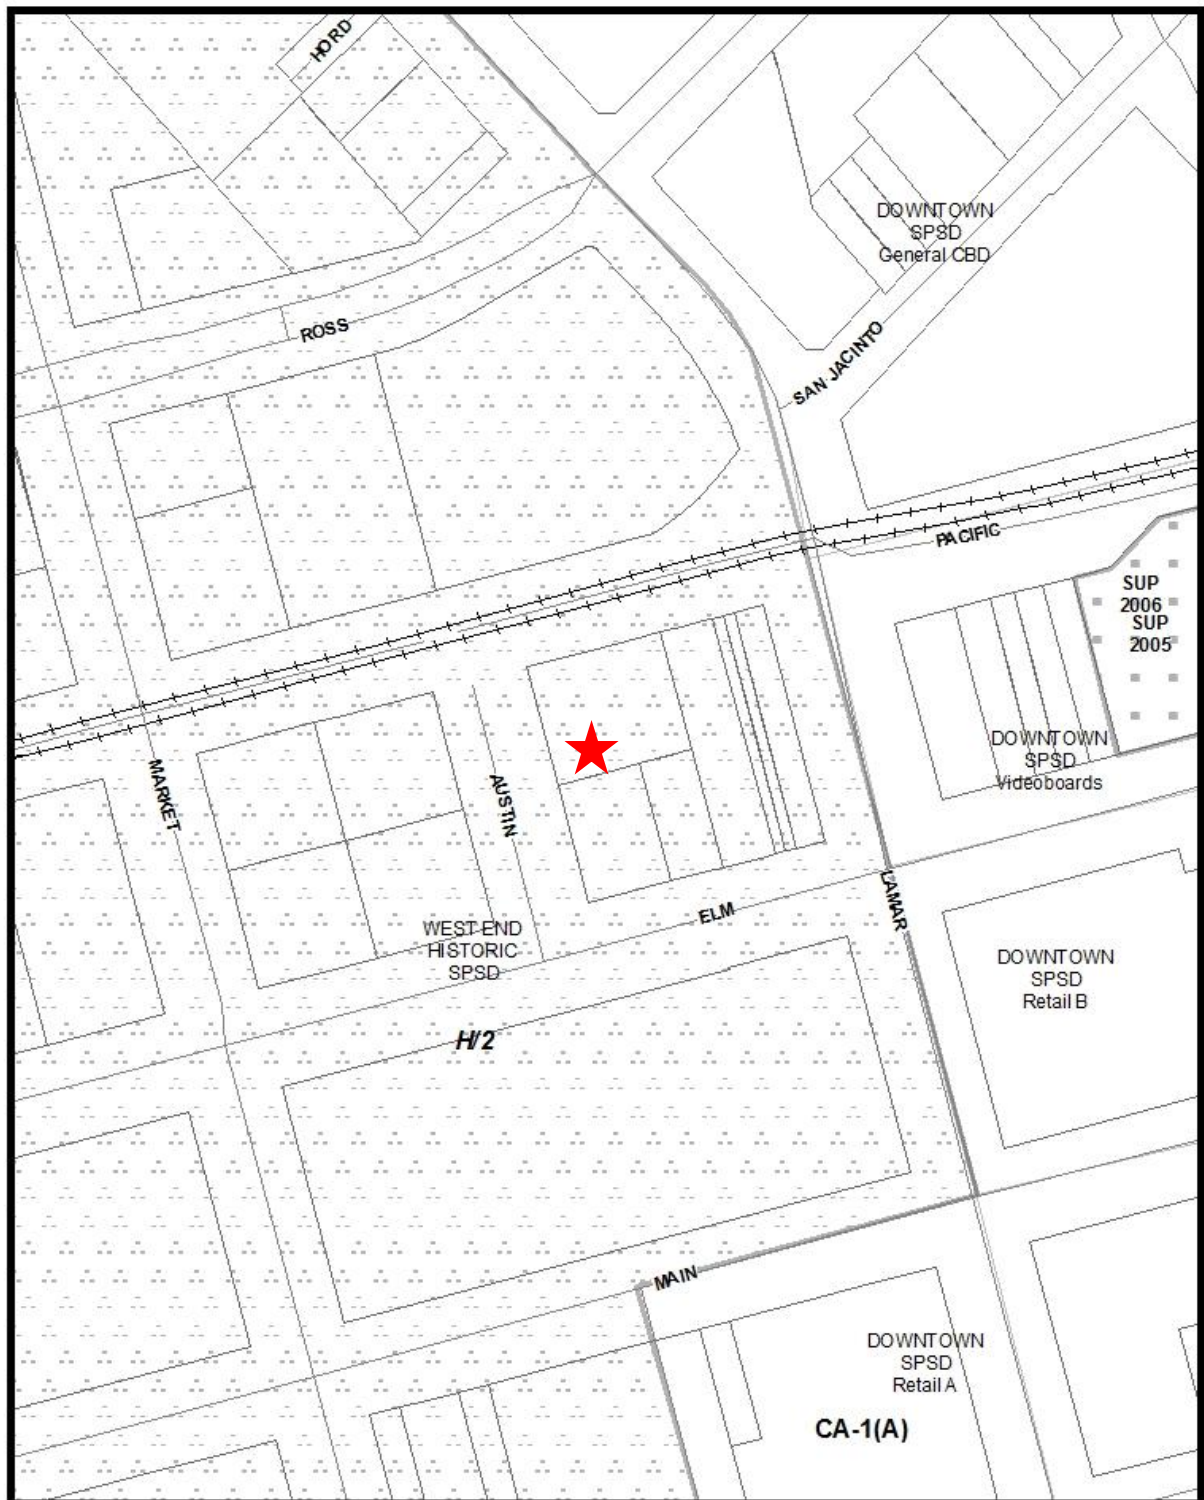 HORD
DOWNTOWN
SPSD
General CBD
ROSS
SAN JACINTO
PACIFIC
SUP
2006
SUP
2005
DOWNTOWN
SPSD
Videoboards
MARKET
AUSTIN
ELM
LAMAR
WEST END
HISTORIC
SPSD
DOWNTOWN
SPSD
Retail B
H/2
MAIN
DOWNTOWN
SPSD
Retail A
CA-1(A)